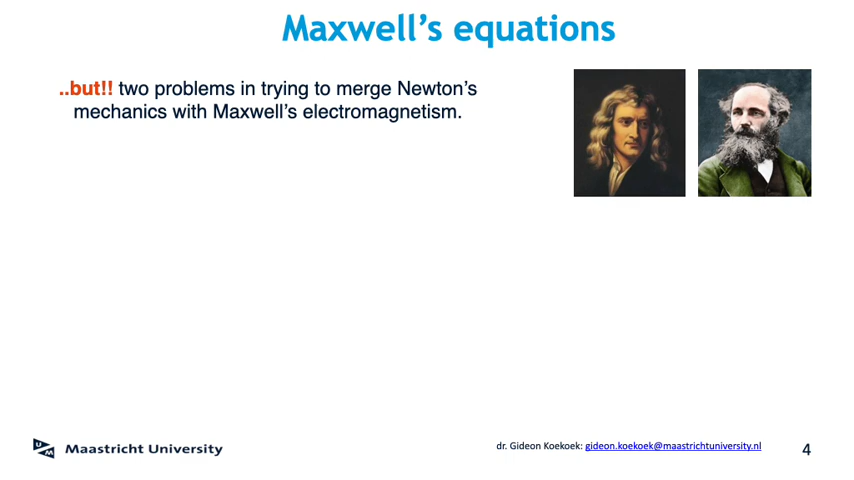 Maxwell's equations
..but!! two problems in trying to merge Newton's
mechanics with Maxwell's electromagnetism.
UM Maastricht University
dr. Gideon Koekoek: gideon.koekoek@maastrichtuniversity.nl
4